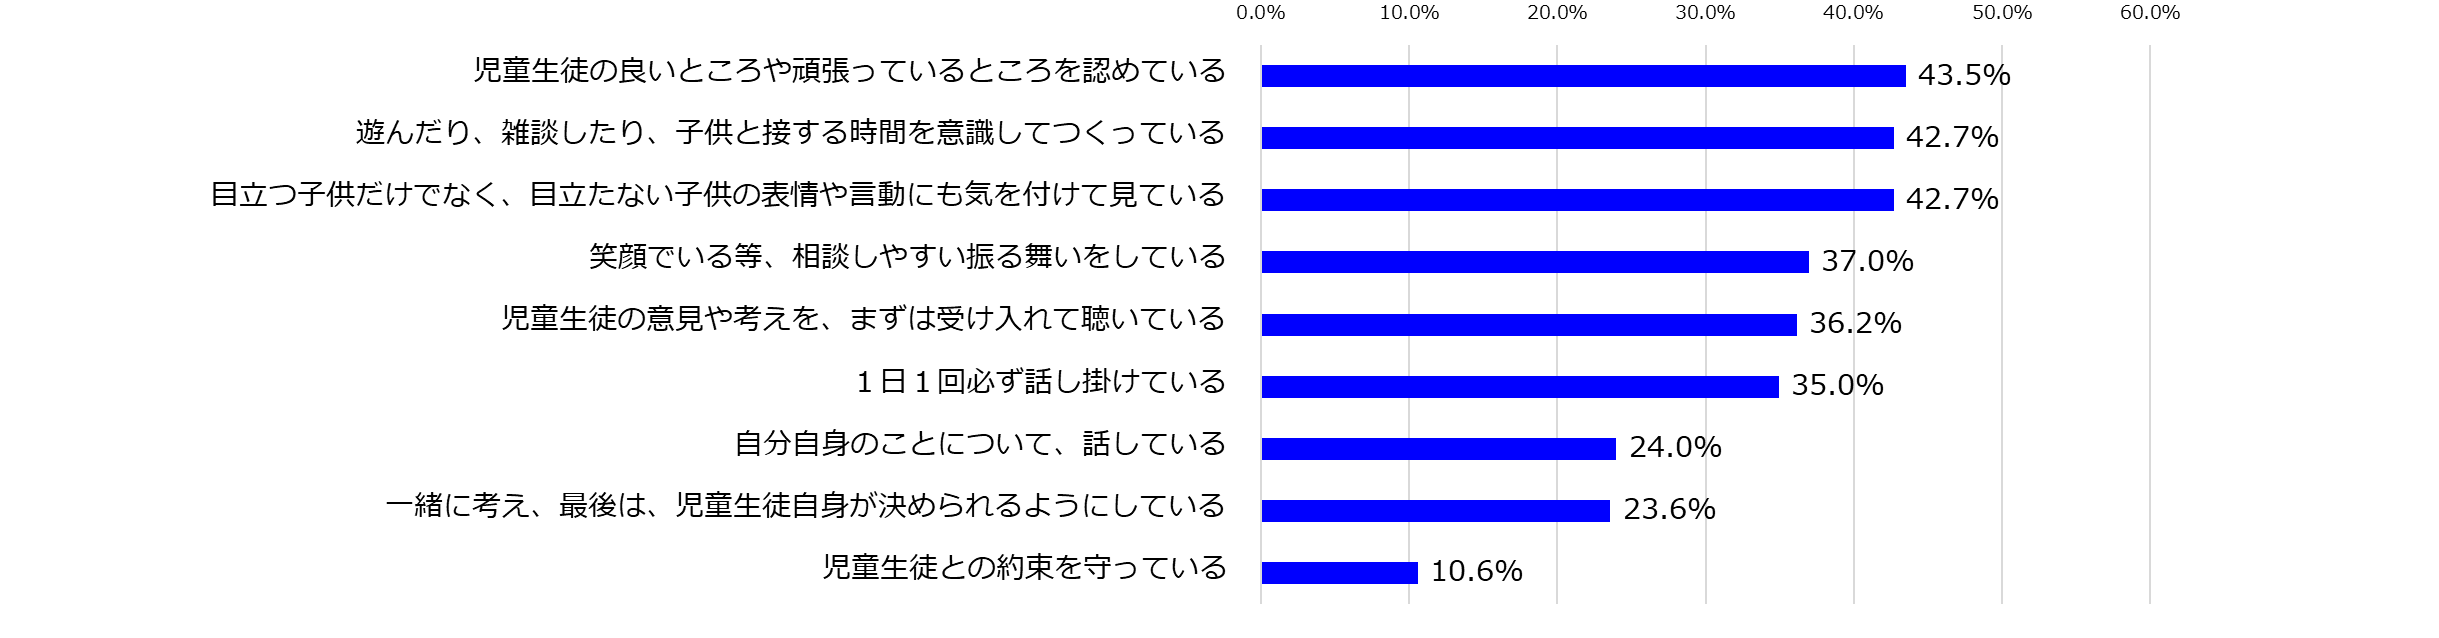 0.0% 10.0% 20.0% 30.0% 40.0% 50.0% 60.0%
児童生徒の良いところや頑張っているところを認めている 43.5%
遊んだり、雑談したり、子供と接する時間を意識してつくっている 42.7%
目立つ子供だけでなく、目立たない子供の表情や言動にも気を付けて見ている 42.7%
笑顔でいる等、相談しやすい振る舞いをしている 37.0%
児童生徒の意見や考えを、まずは受け入れて聴いている 36.2%
１日１回必ず話し掛けている 35.0%
自分自身のことについて、話している 24.0%
一緒に考え、最後は、児童生徒自身が決められるようにしている 23.6%
児童生徒との約束を守っている 10.6%